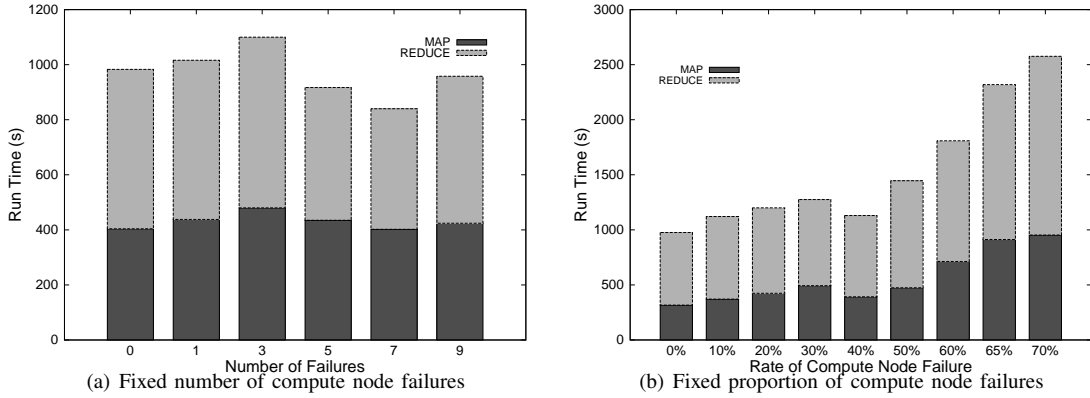 1200
1000
800
600
400
200
0
Run Time (s)
MAP
REDUCE
0 1 3 5 7 9
Number of Failures
(a) Fixed number of compute node failures
3000
2500
2000
1500
1000
500
0
Run Time (s)
MAP
REDUCE
0% 10% 20% 30% 40% 50% 60% 65% 70%
Rate of Compute Node Failure
(b) Fixed proportion of compute node failures